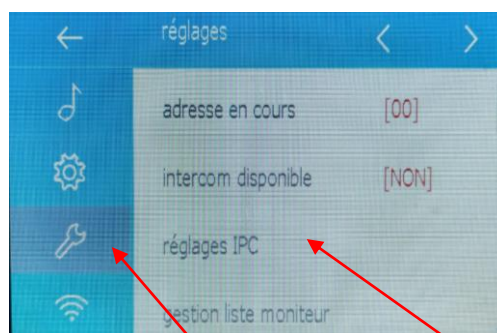 réglages
adresse en cours [00]
intercom disponible [NON]
réglages IPC
gestion liste moniteur